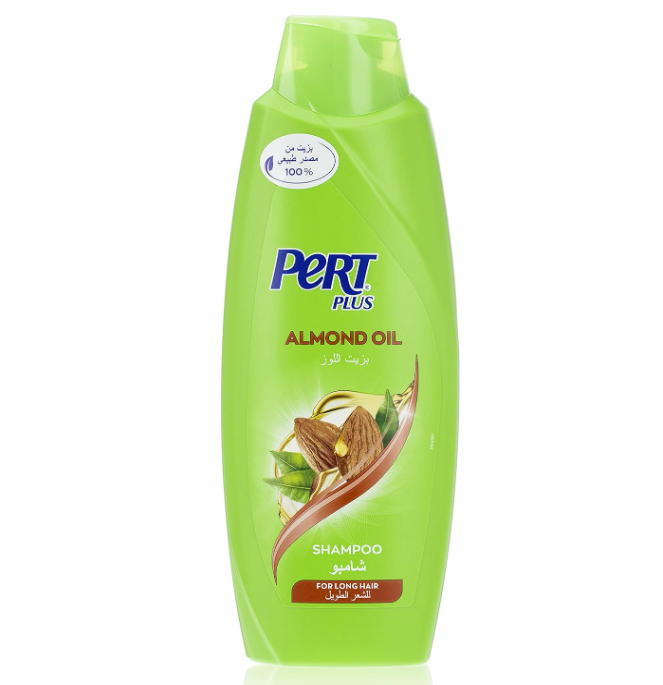 بزيت من
مصدر طبيعي
100%
PERT
PLUS
ALMOND OIL
بزيت اللوز
SHAMPOO
شامبو
FOR LONG HAIR
للشعر الطويل